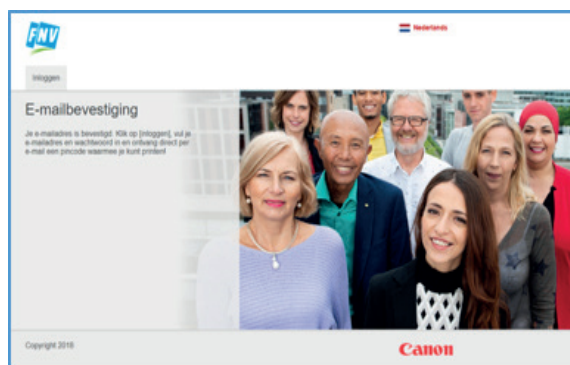 FNV
Nederlands
Inloggen
E-mailbevestiging
Je e-mailadres is bevestigd. Klik op [inloggen], vul je
e-mailadres en wachtwoord in en ontvang direct per
e-mail een pincode waarmee je kunt printen!
Copyright 2018
Canon